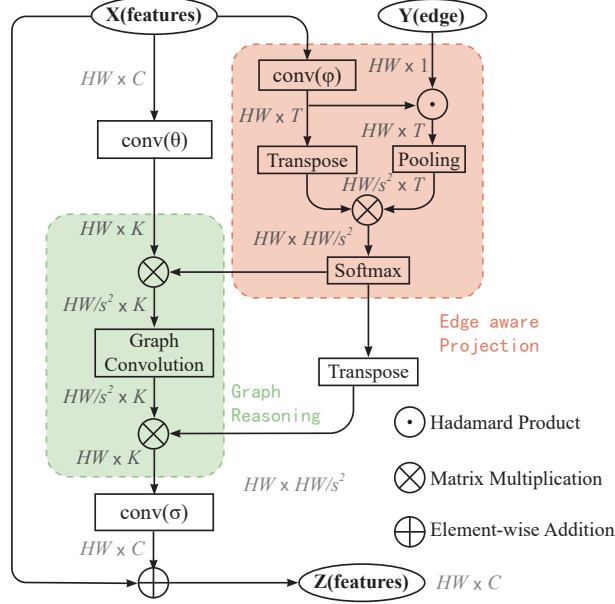 X(features)
Y(edge)
HW x C
conv(φ)
HW x 1
HW x T
HW x T
conv(θ)
Transpose
Pooling
HW/s² x T
HW x K
HW x HW/s²
Softmax
HW/s² x K
Edge aware
Projection
Graph
Convolution
Transpose
HW/s² x K
Graph
Reasoning
Hadamard Product
HW x K
HW x HW/s²
Matrix Multiplication
conv(σ)
Element-wise Addition
HW x C
Z(features)
HW x C